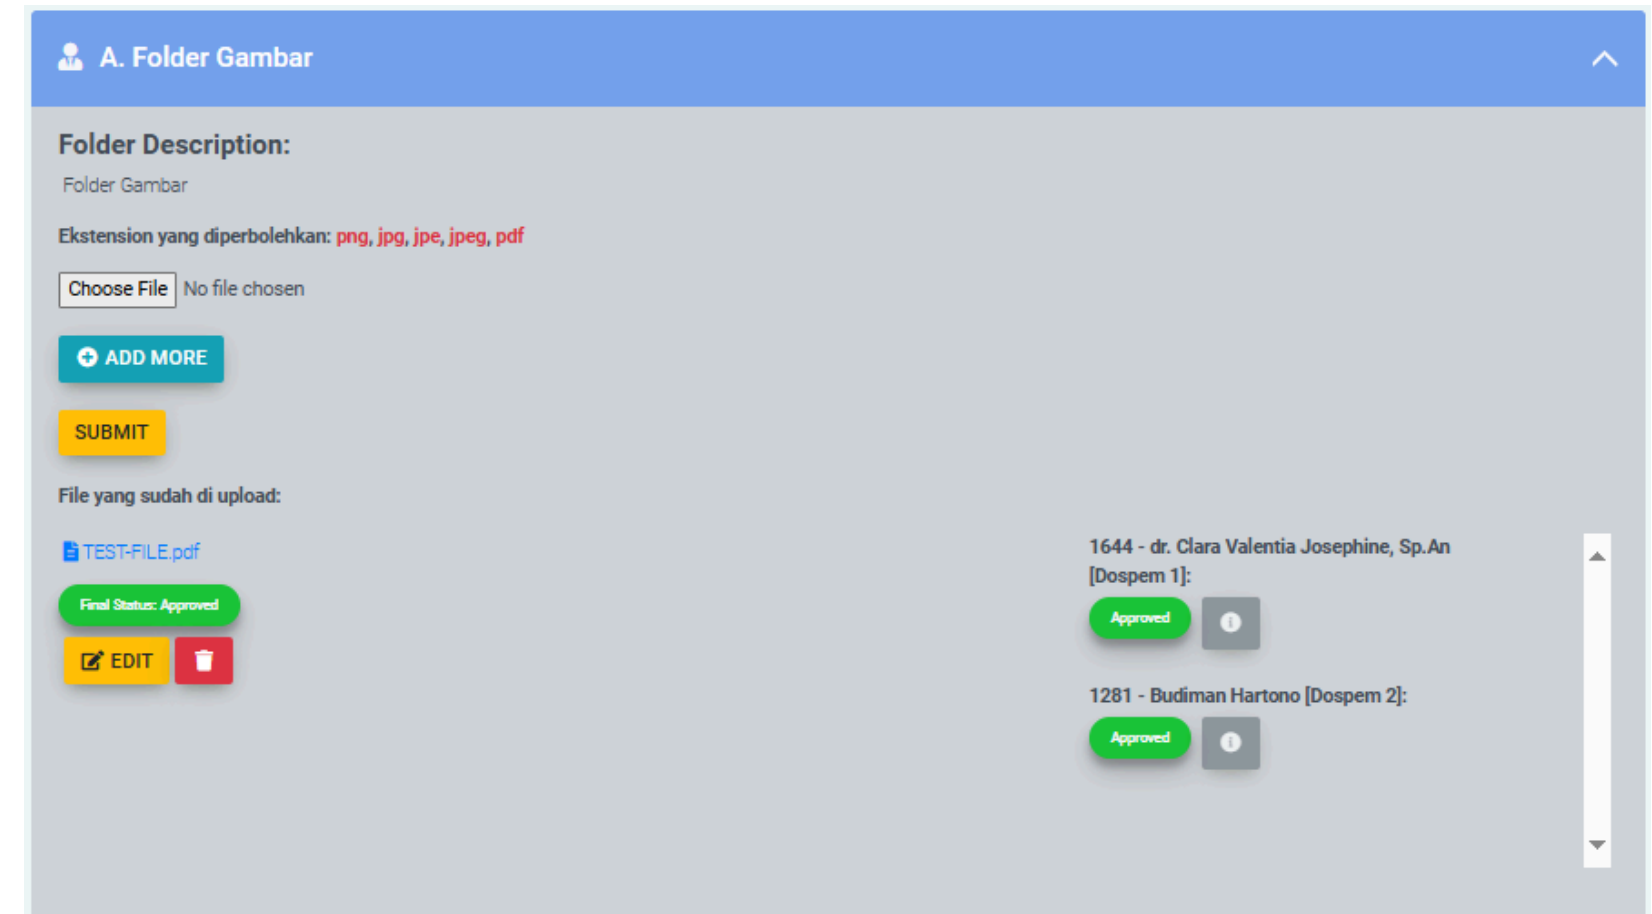 A. Folder Gambar
Folder Description:
Folder Gambar
Ekstension yang diperbolehkan: png, jpg, jpe, jpeg, pdf
Choose File No file chosen
ADD MORE
SUBMIT
File yang sudah di upload:
TEST-FILE.pdf
Final Status: Approved
EDIT
1644 - dr. Clara Valentia Josephine, Sp.An
[Dospem 1]:
Approved
1281 - Budiman Hartono [Dospem 2]:
Approved